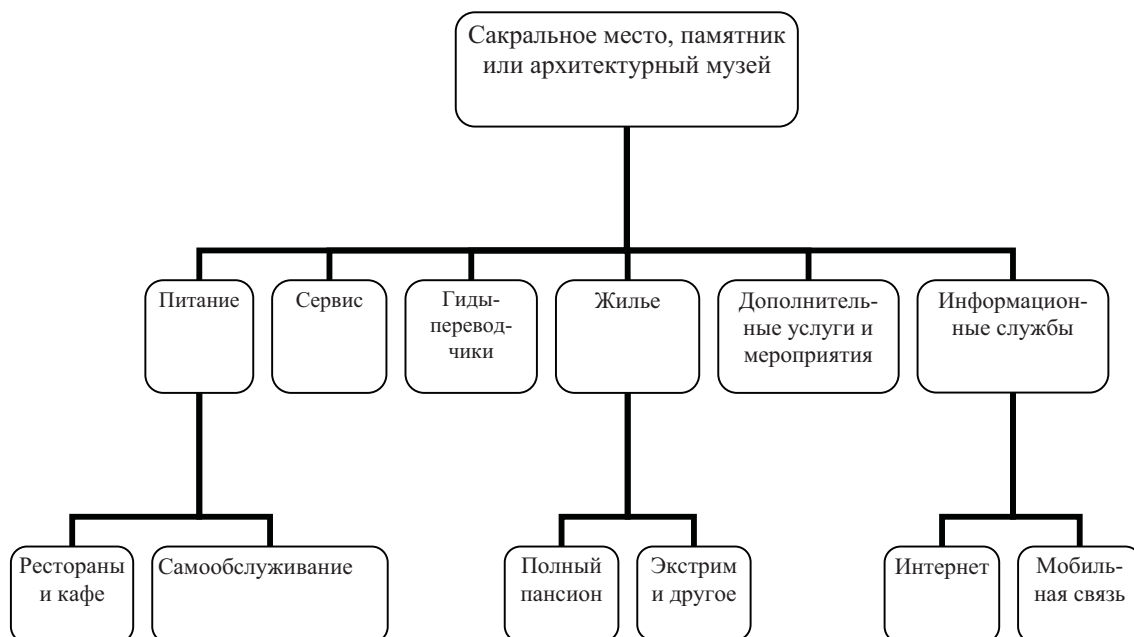 Сакральное место, памятник
или архитектурный музей
Питание
Сервис
Гиды-
перевод-
чики
Жилье
Дополнитель-
ные услуги и
мероприятия
Информацион-
ные службы
Рестораны
и кафе
Самообслуживание
Полный
пансион
Экстрим
и другое
Интернет
Мобиль-
ная связь